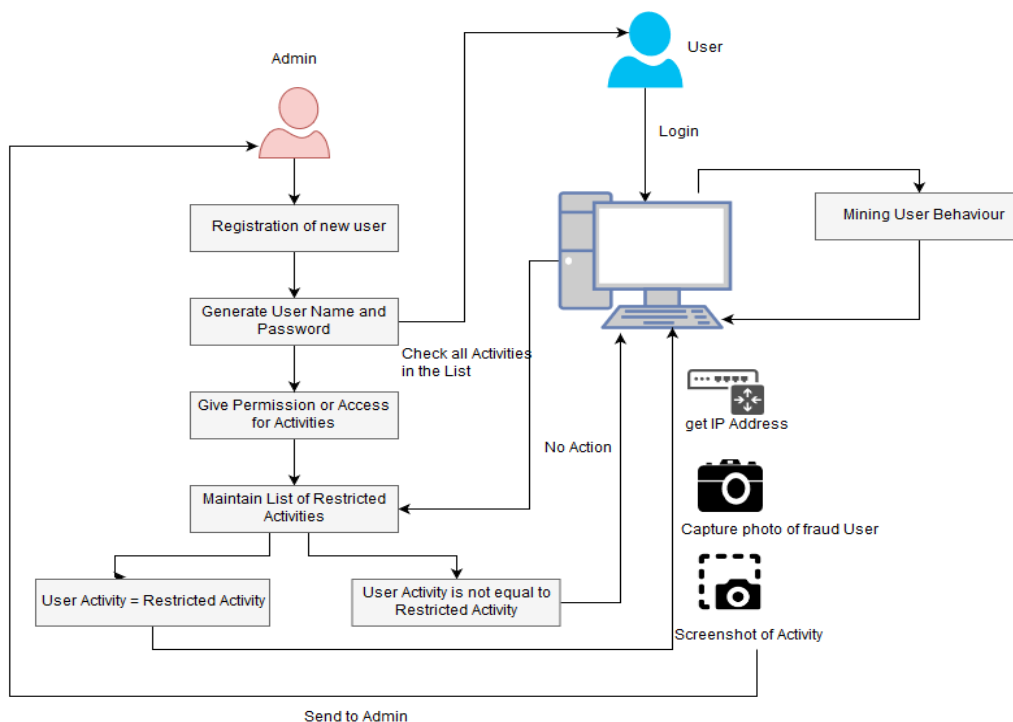 User
Admin
Login
Mining User Behaviour
Registration of new user
Generate User Name and
Password
Check all Activities
in the List
Give Permission or Access
for Activities
get IP Address
No Action
Maintain List of Restricted
Activities
Capture photo of fraud User
User Activity = Restricted Activity
User Activity is not equal to
Restricted Activity
Screenshot of Activity
Send to Admin